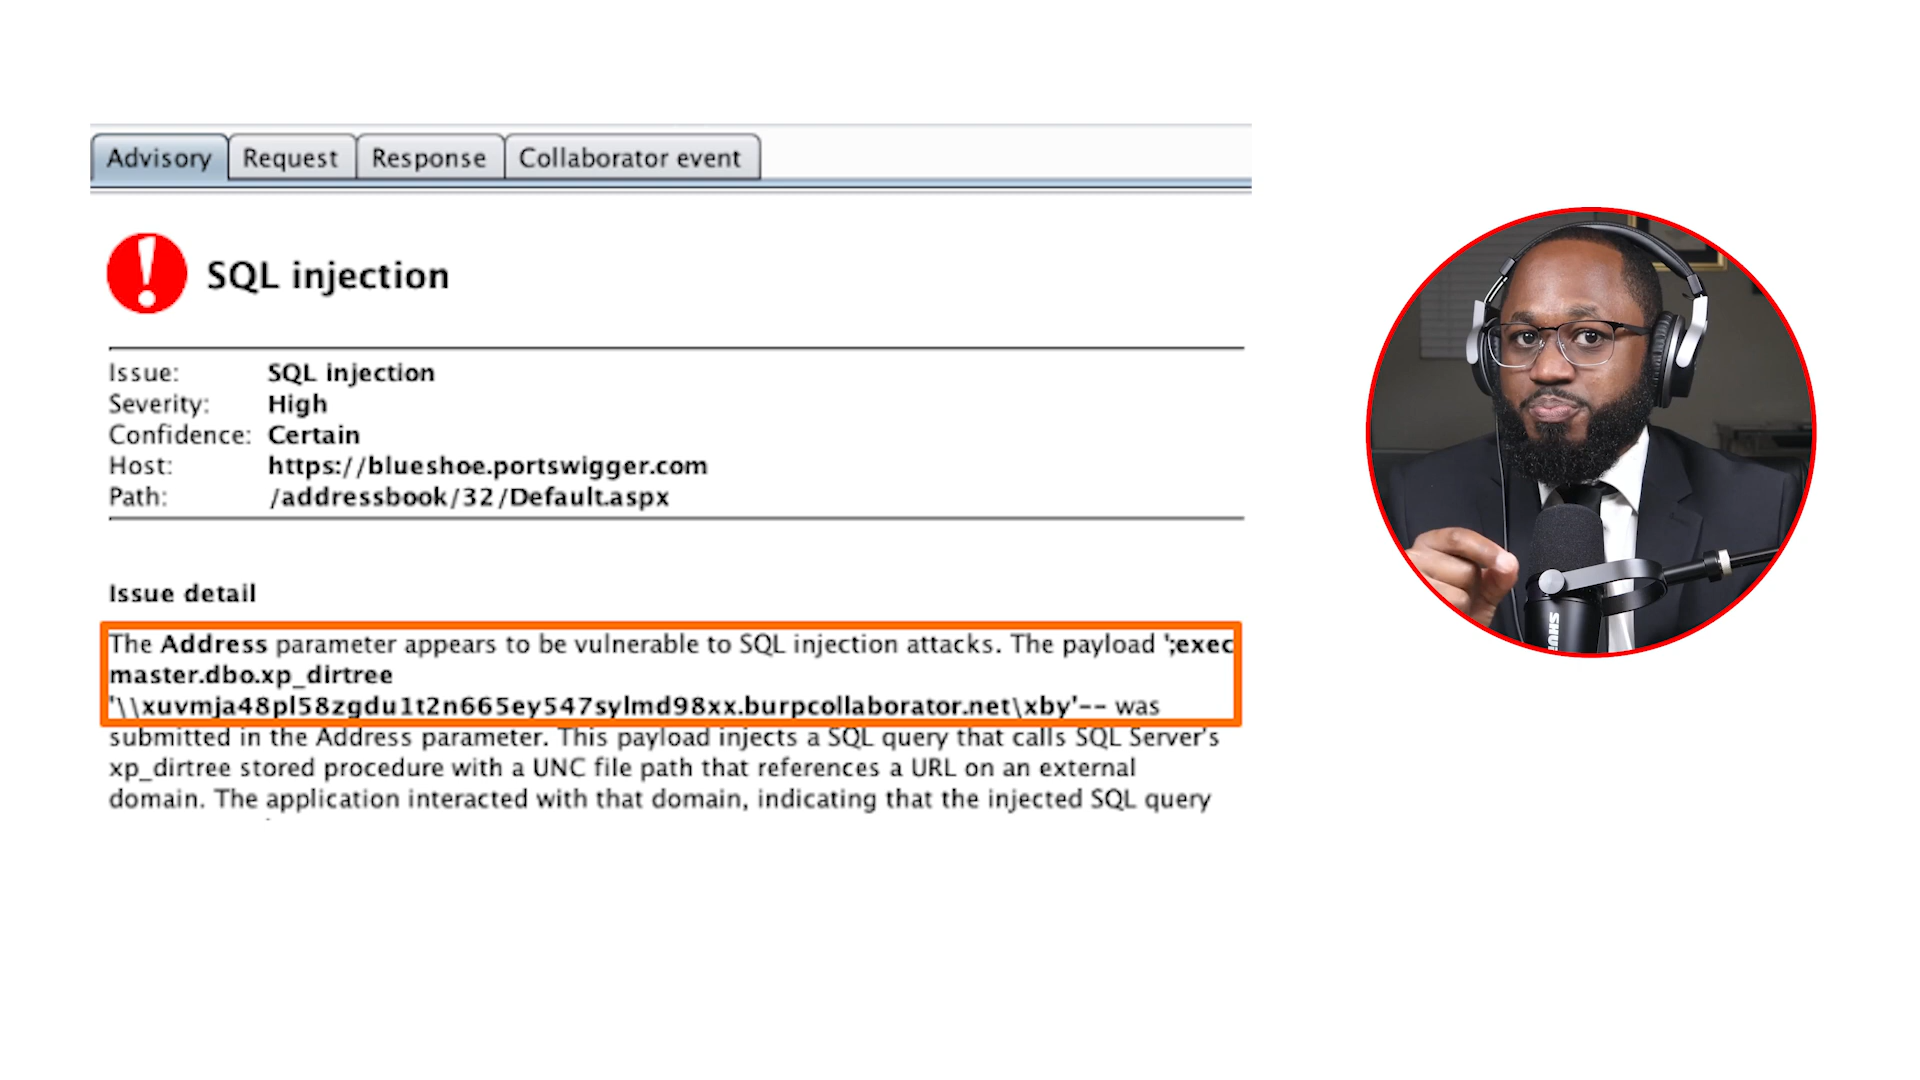 Advisory
Request
Response
Collaborator event
SQL injection
Issue: SQL injection
Severity: High
Confidence: Certain
Host: https://blueshoe.portswigger.com
Path: /addressbook/32/Default.aspx
Issue detail
The Address parameter appears to be vulnerable to SQL injection attacks. The payload ';exec
master.dbo.xp_dirtree
'\\xuvmja48pl58zgdu1t2n665ey547sylmd98xx.burpcollaborator.net\xby'-- was
submitted in the Address parameter. This payload injects a SQL query that calls SQL Server's
xp_dirtree stored procedure with a UNC file path that references a URL on an external
domain. The application interacted with that domain, indicating that the injected SQL query